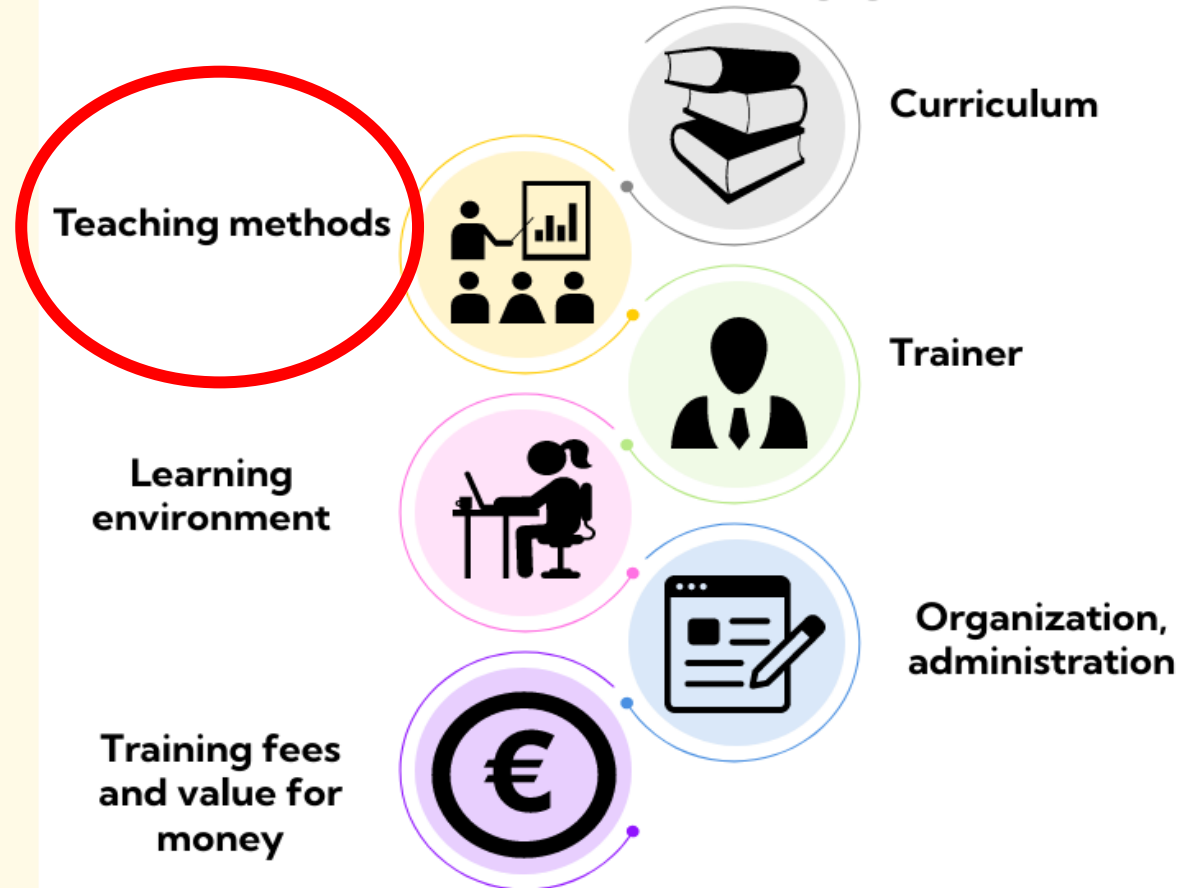 Curriculum
Teaching methods
Trainer
Learning
environment
Organization,
administration
Training fees
and value for
money
€